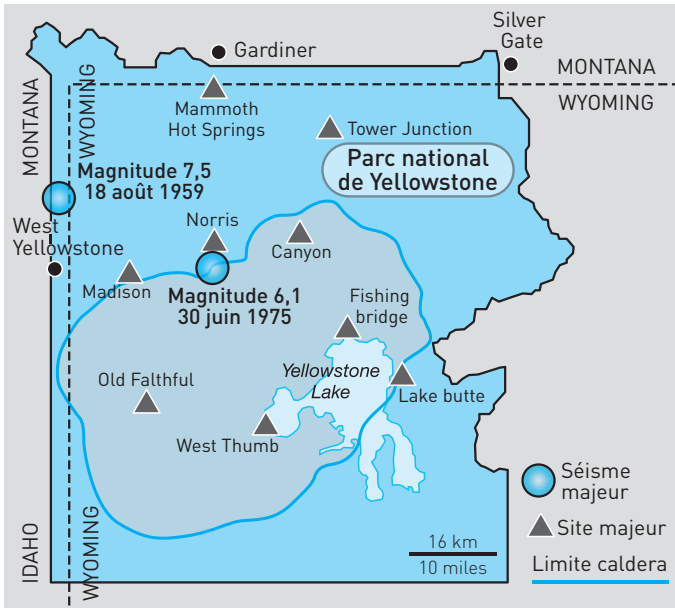 Gardiner
Silver
Gate
MONTANA
WYOMING
MONTANA
WYOMING
Mammoth
Hot Springs
Tower Junction
Parc national
de Yellowstone
Magnitude 7,5
18 août 1959
West
Yellowstone
Norris
Canyon
Madison
Magnitude 6,1
30 juin 1975
Fishing
bridge
Yellowstone
Lake
Old Falthful
Lake butte
West Thumb
Séisme
majeur
Site majeur
Limite caldera
16 km
10 miles
IDAHO
WYOMING